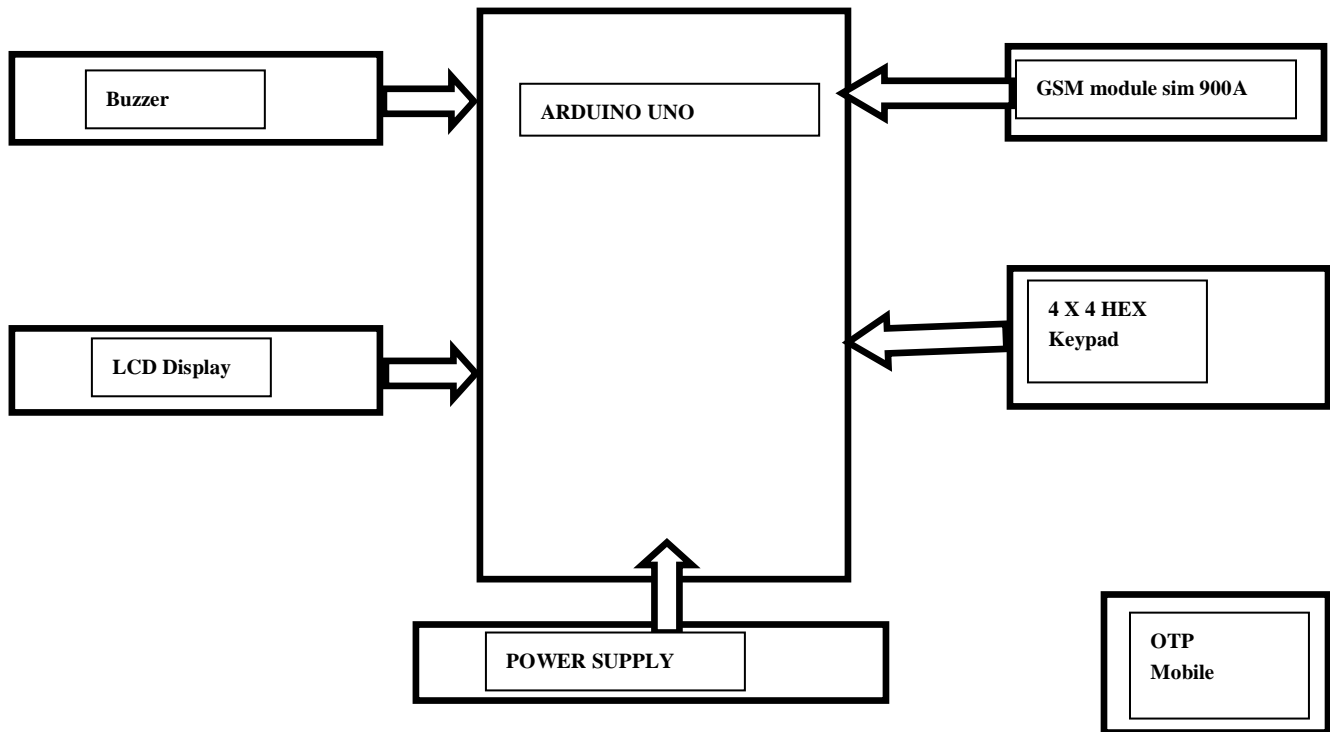 Buzzer
ARDUINO UNO
GSM module sim 900A
LCD Display
4 X 4 HEX
Keypad
POWER SUPPLY
OTP
Mobile